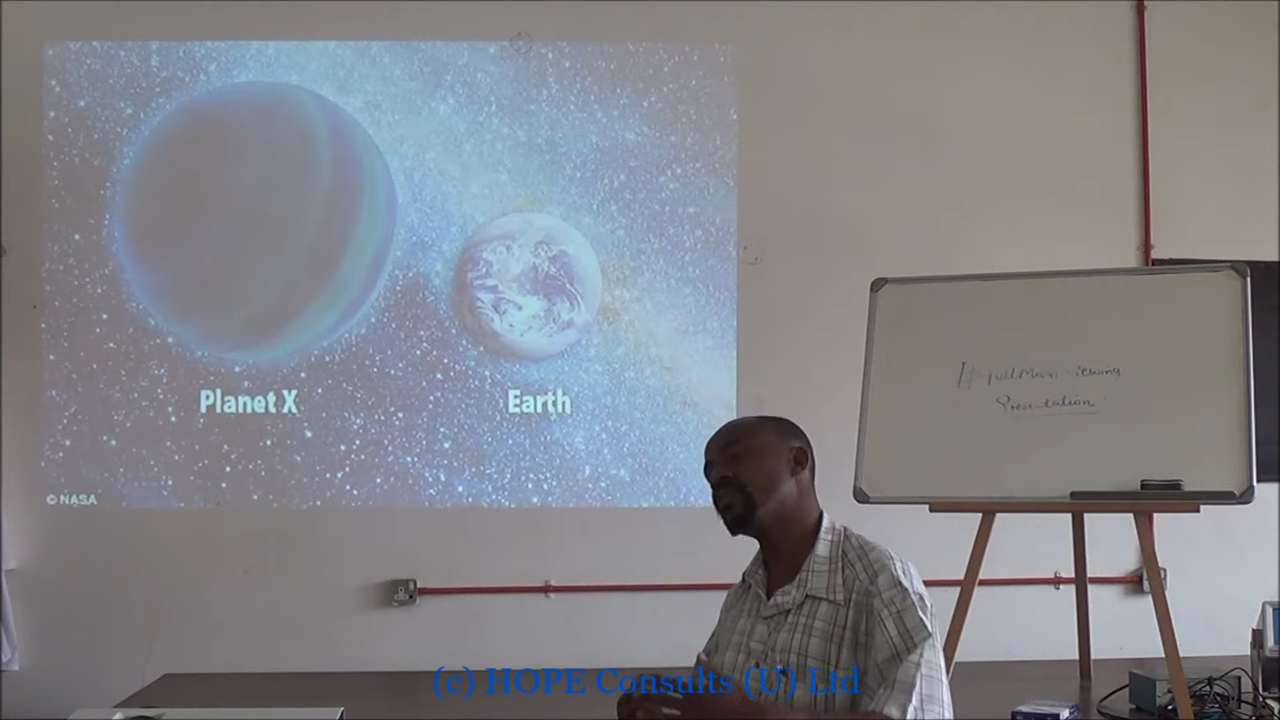 Planet X Earth
© NASA
#fullMoon viewing
Presentation
(c) HOPE Consults (U) Ltd